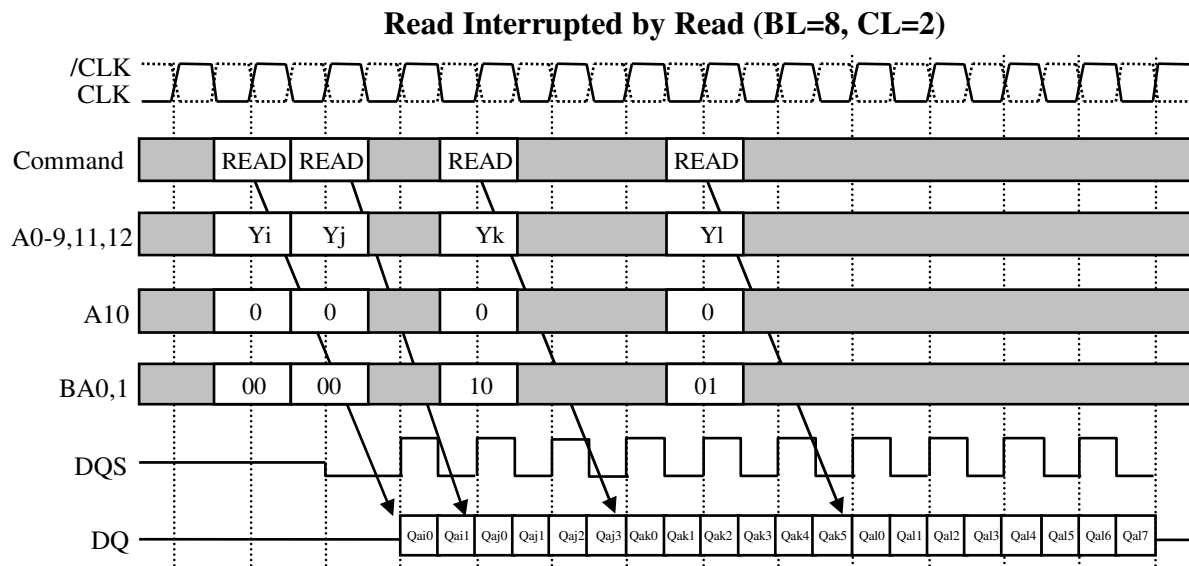 Read Interrupted by Read (BL=8, CL=2)
/CLK
CLK
Command READ READ READ READ
A0-9,11,12 Yi Yj Yk Yl
A10 0 0 0 0
BA0,1 00 00 10 01
DQS
DQ Qai0 Qai1 Qaj0 Qaj1 Qaj2 Qaj3 Qak0 Qak1 Qak2 Qak3 Qak4 Qak5 Qal0 Qal1 Qal2 Qal3 Qal4 Qal5 Qal6 Qal7